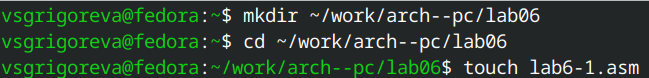 vsgrigoreva@fedora:~$ mkdir ~/work/arch--pc/lab06
vsgrigoreva@fedora:~$ cd ~/work/arch--pc/lab06
vsgrigoreva@fedora:~/work/arch--pc/lab06$ touch lab6-1.asm